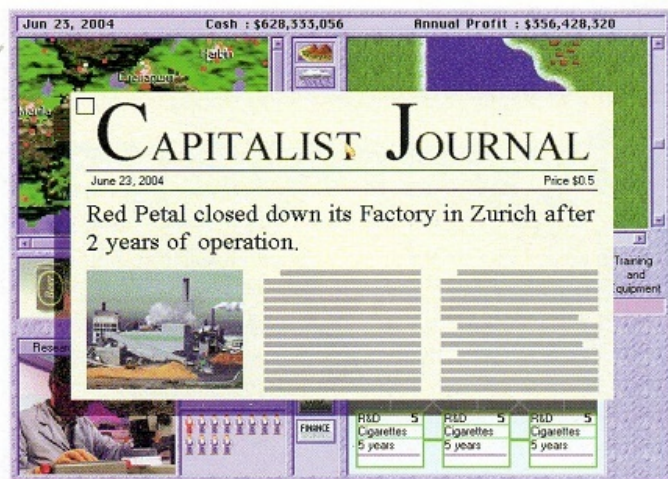 Jun 23, 2004 Cash : $628,333,056 Annual Profit : $356,428,320
CAPITALIST JOURNAL
June 23, 2004 Price $0.5
Red Petal closed down its Factory in Zurich after
2 years of operation.
Training
and
Equipment
Beer
R&D 5 R&D 5 R&D 5
Cigarettes Cigarettes Cigarettes
5 years 5 years 5 years
FINANCE